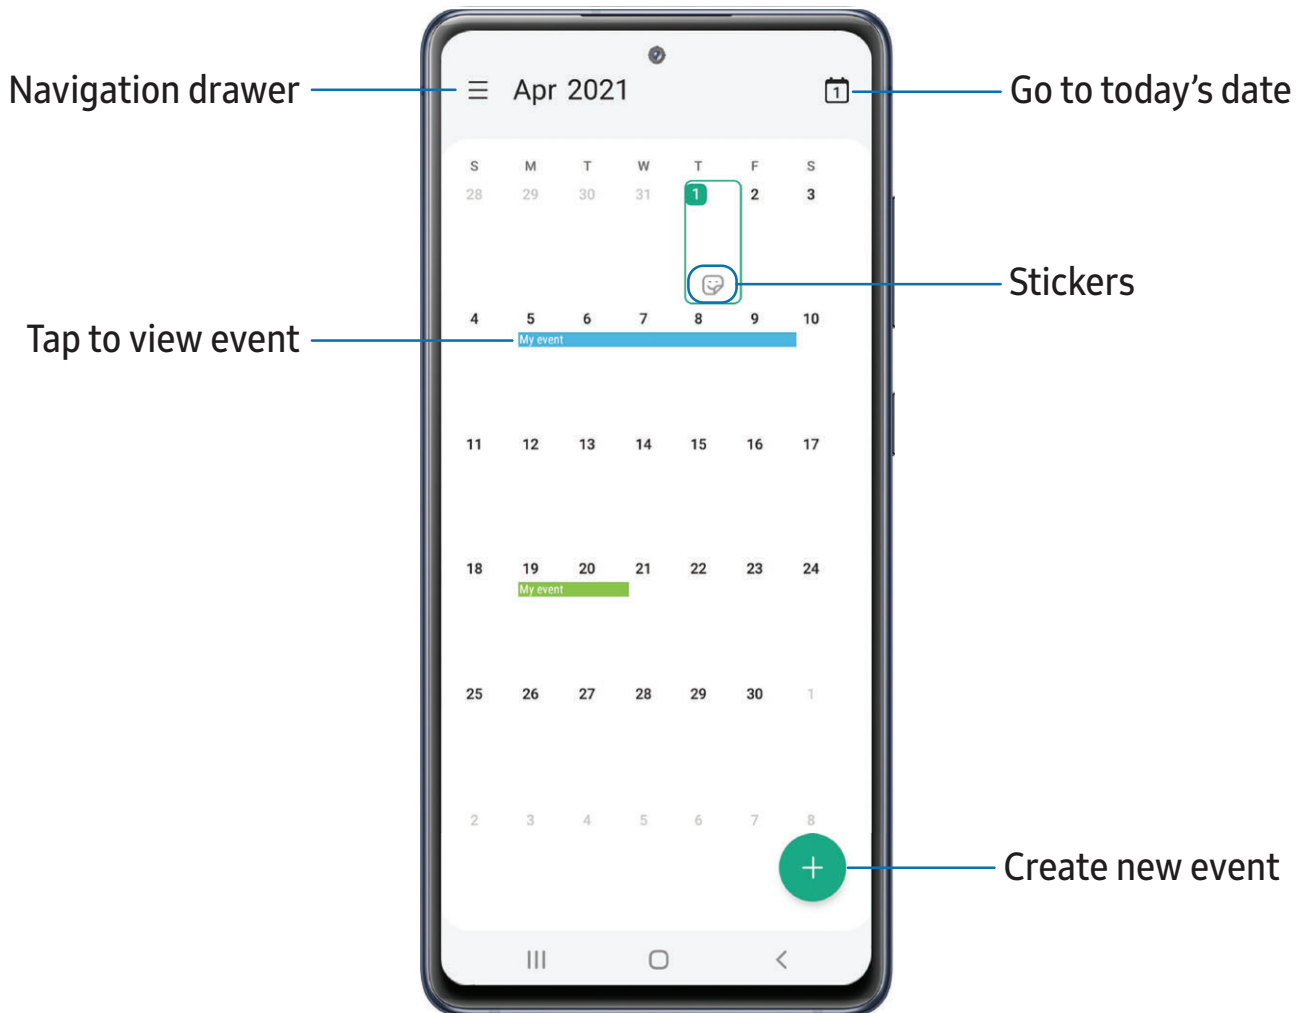 Navigation drawer
Apr 2021
1
Go to today's date
S M T W T F S
28 29 30 31 1 2 3
Stickers
4 5 6 7 8 9 10
Tap to view event
My event
11 12 13 14 15 16 17
18 19 20 21 22 23 24
My event
25 26 27 28 29 30 1
2 3 4 5 6 7 8
+
Create new event